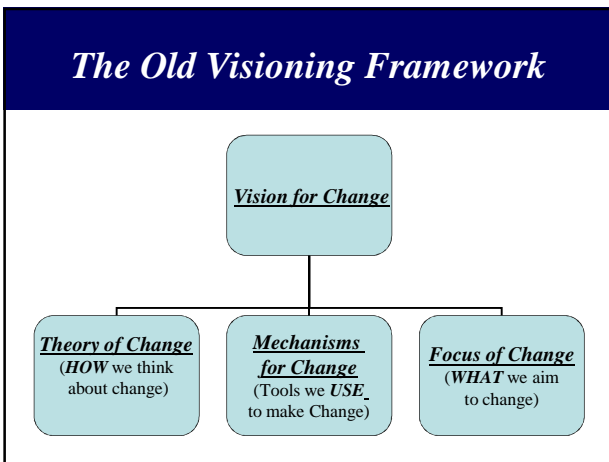 The Old Visioning Framework
Vision for Change
Theory of Change
(HOW we think
about change)
Mechanisms
for Change
(Tools we USE
to make Change)
Focus of Change
(WHAT we aim
to change)